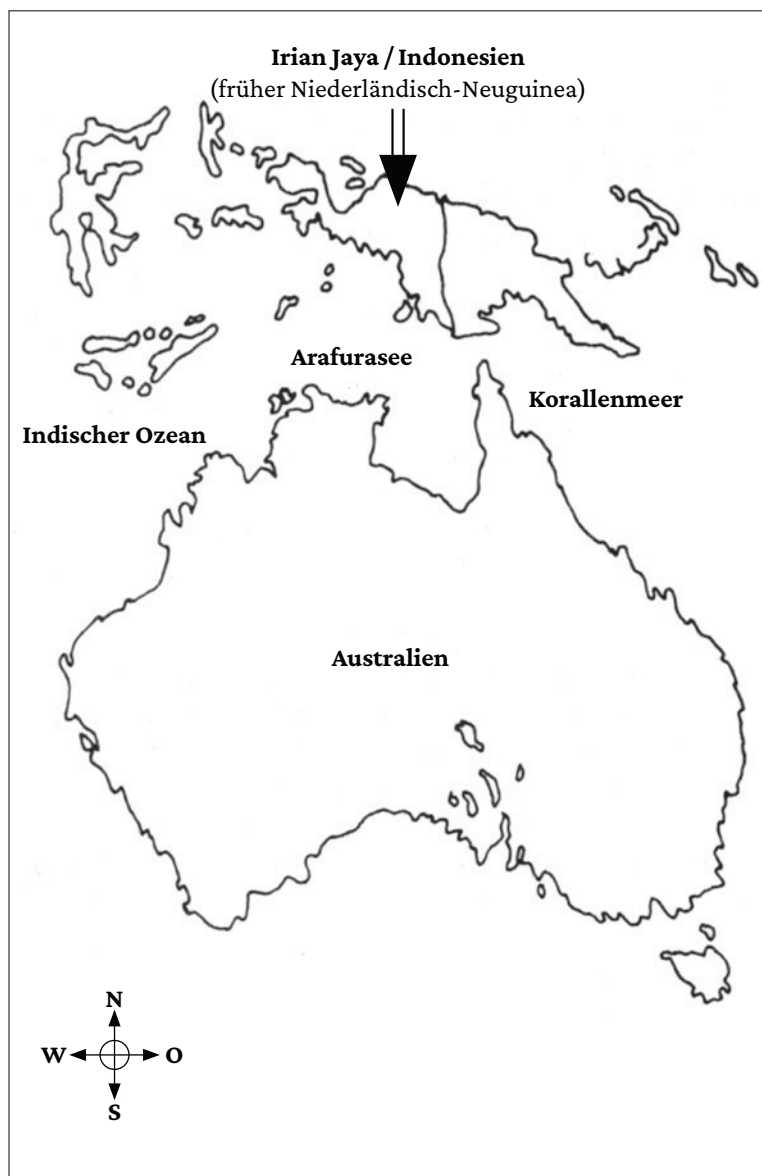 Irian Jaya / Indonesien
(früher Niederländisch-Neuguinea)
Arafurasee
Korallenmeer
Indischer Ozean
Australien
N
W O
S